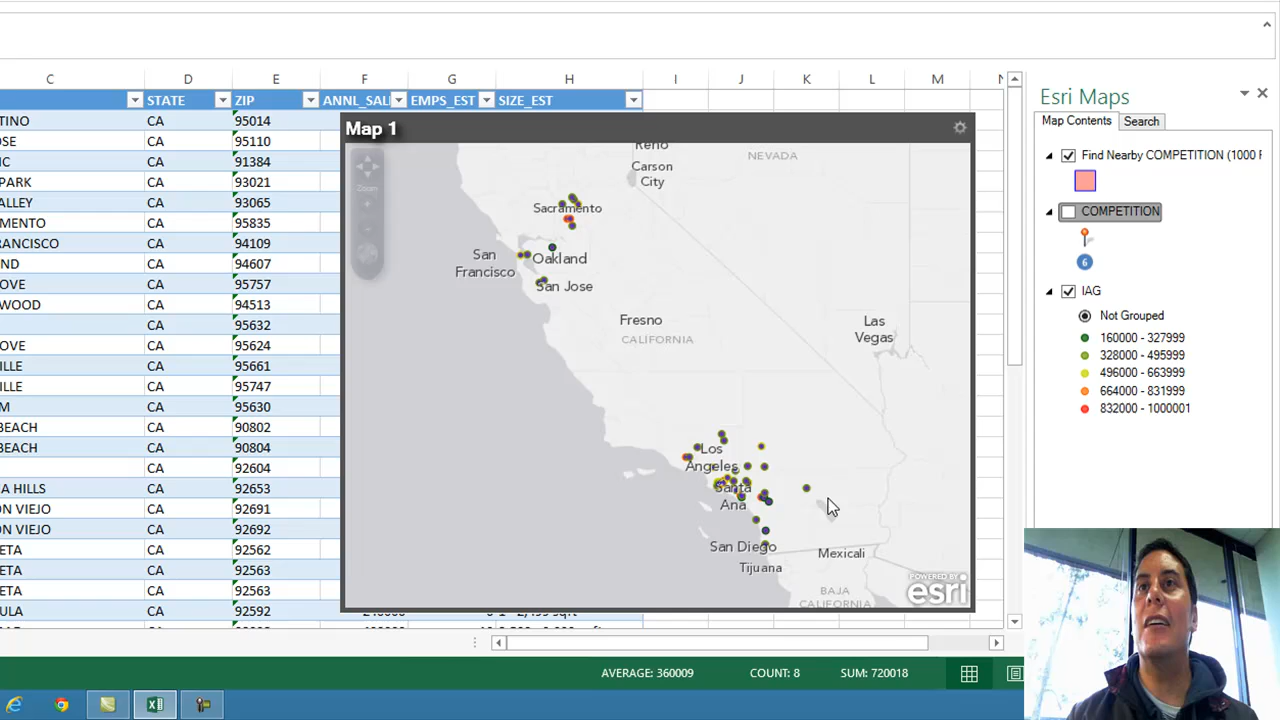 C D E F G H I J K L M
STATE ZIP ANNL_SAL EMPS_EST SIZE_EST
TINO CA 95014
OSE CA 95110
IC CA 91384
PARK CA 93021
ALLEY CA 93065
MENTO CA 95835
FRANCISCO CA 94109
ND CA 94607
OVE CA 95757
WOOD CA 94513
CA 95632
OVE CA 95624
ILLE CA 95661
ILLE CA 95747
M CA 95630
BEACH CA 90802
BEACH CA 90804
CA 92604
A HILLS CA 92653
ON VIEJO CA 92691
ON VIEJO CA 92692
ETA CA 92562
ETA CA 92563
ETA CA 92563
ULA CA 92592
Map 1
Zoom
Reno
Carson
City
NEVADA
Sacramento
San
Francisco
Oakland
San Jose
Fresno
CALIFORNIA
Las
Vegas
Los
Angeles
Santa
Ana
San Diego
Mexicali
Tijuana
BAJA
CALIFORNIA
POWERED BY
esri
Esri Maps
Map Contents Search
Find Nearby COMPETITION (1000 F
COMPETITION
6
IAG
Not Grouped
160000 - 327999
328000 - 495999
496000 - 663999
664000 - 831999
832000 - 1000001
AVERAGE: 360009 COUNT: 8 SUM: 720018